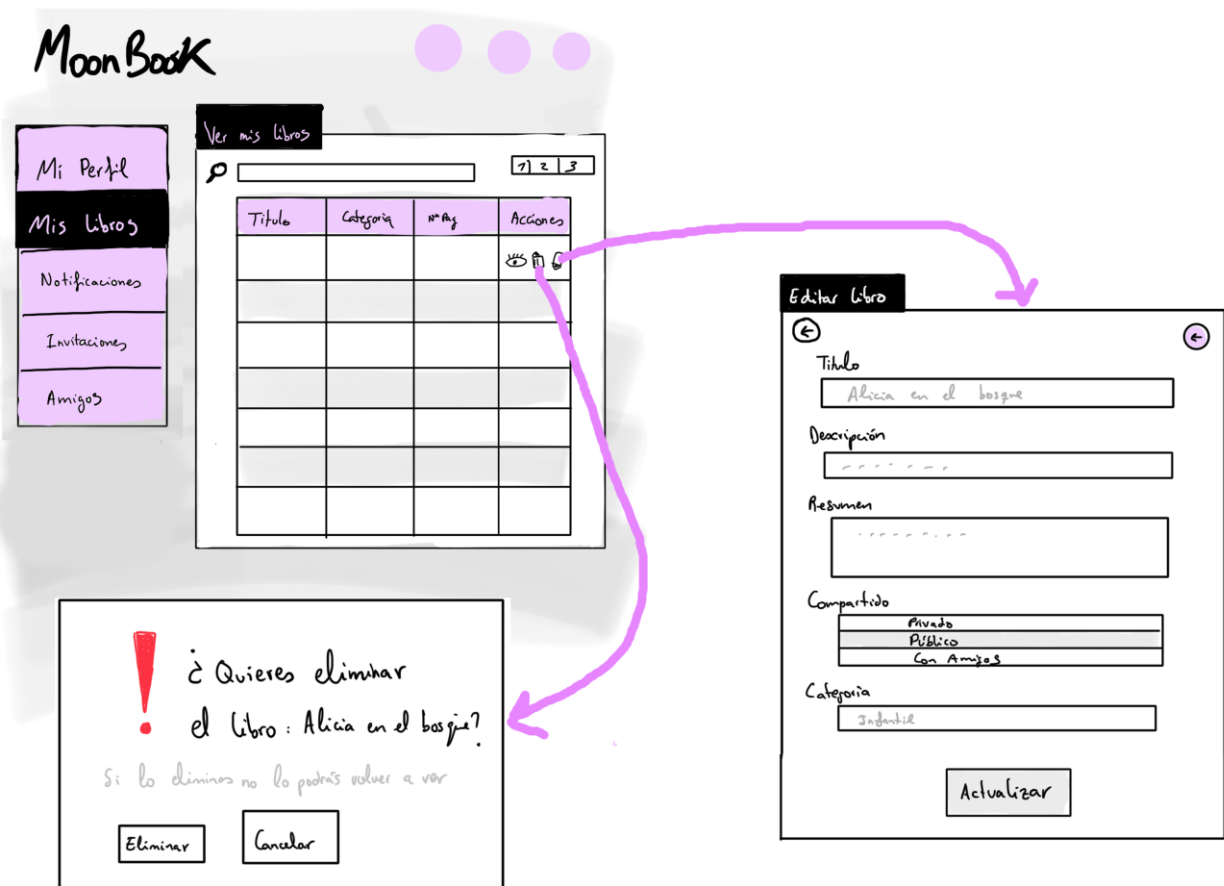 MoonBook
Mi Perfil
Mis Libros
Notificaciones
Invitaciones
Amigos
Ver mis libros
1 2 3
Titulo Categoria Nº Pag Acciones
Editar Libro
Titulo
Alicia en el bosque
Descripción
Resumen
Compartido
Privado
Público
Con Amigos
Categoria
Infantil
Actualizar
¿Quieres eliminar
el libro: Alicia en el bosque?
Si lo eliminas no lo podrás volver a ver
Eliminar Cancelar